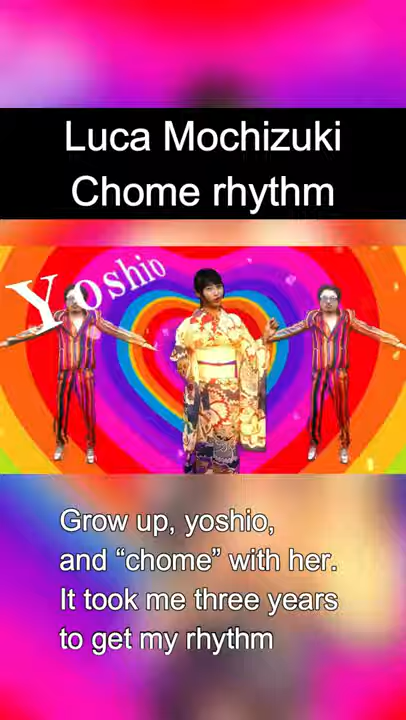 Luca Mochizuki
Chome rhythm
Yoshio
Grow up, yoshio,
and “chome” with her.
It took me three years
to get my rhythm